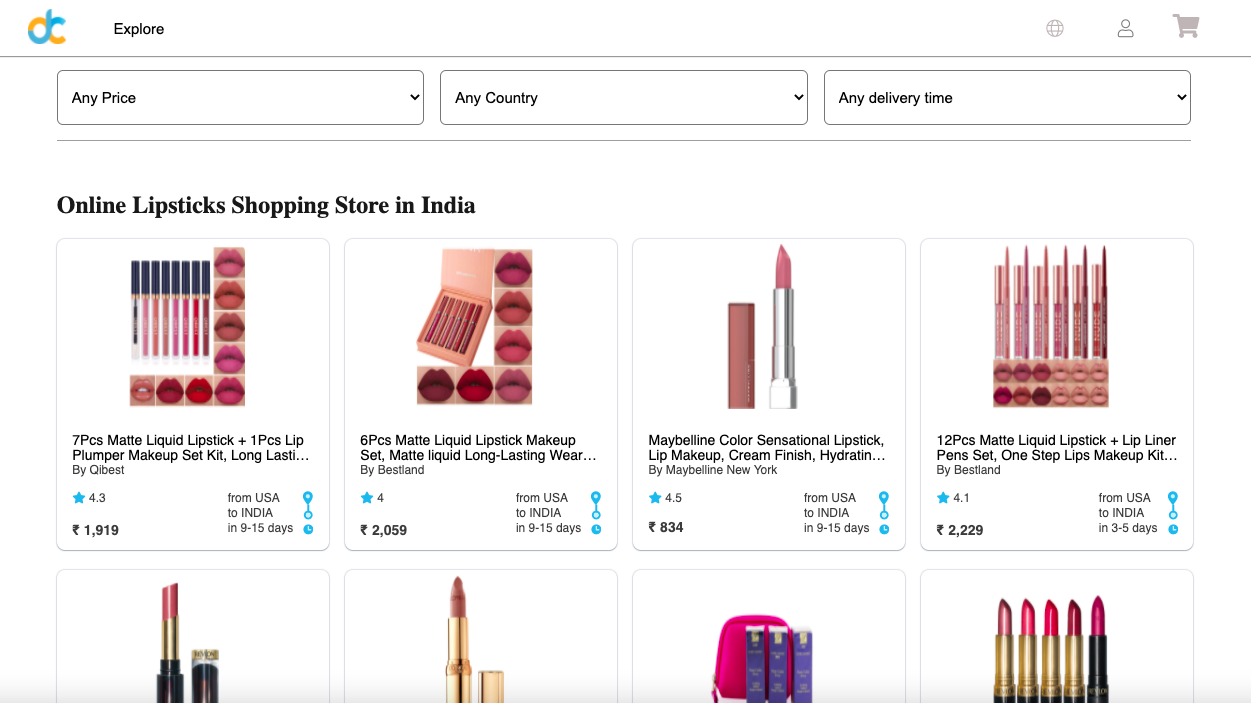 Explore
Any Price
Any Country
Any delivery time
Online Lipsticks Shopping Store in India
7Pcs Matte Liquid Lipstick + 1Pcs Lip
Plumper Makeup Set Kit, Long Lasti…
By Qibest
4.3
from USA
to INDIA
in 9-15 days
₹ 1,919
6Pcs Matte Liquid Lipstick Makeup
Set, Matte liquid Long-Lasting Wear…
By Bestland
4
from USA
to INDIA
in 9-15 days
₹ 2,059
Maybelline Color Sensational Lipstick,
Lip Makeup, Cream Finish, Hydratin…
By Maybelline New York
4.5
from USA
to INDIA
in 9-15 days
₹ 834
12Pcs Matte Liquid Lipstick + Lip Liner
Pens Set, One Step Lips Makeup Kit…
By Bestland
4.1
from USA
to INDIA
in 3-5 days
₹ 2,229
REVLON